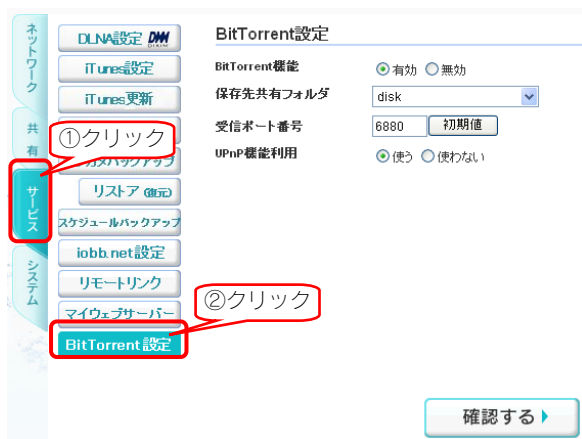 ネットワーク
共有
サービス
システム
DLNA設定 DMM
iTunes設定
iTunes更新
①クリック
バックアップ
リストア(復元)
スケジュールバックアップ
iobb.net設定
リモートリンク
マイウェブサーバー
②クリック
BitTorrent設定
BitTorrent設定
BitTorrent機能 有効 無効
保存先共有フォルダ disk
受信ポート番号 6880 初期値
UPnP機能利用 使う 使わない
確認する